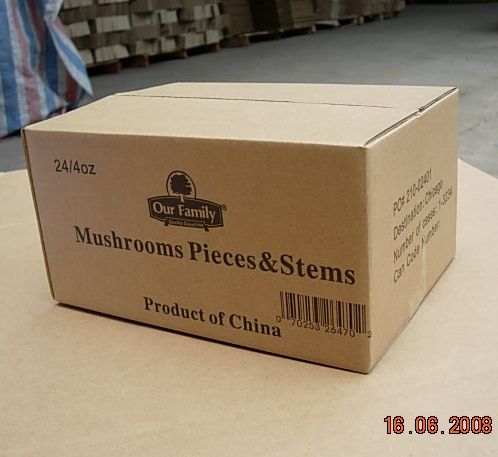 24/4oz
Our Family®
Mushrooms Pieces&Stems
Product of China
0 70253 26470 2
PO# 210-02401
Destination: Chicago
Number of cases: 1-3034
Can Code Number:
16.06.2008